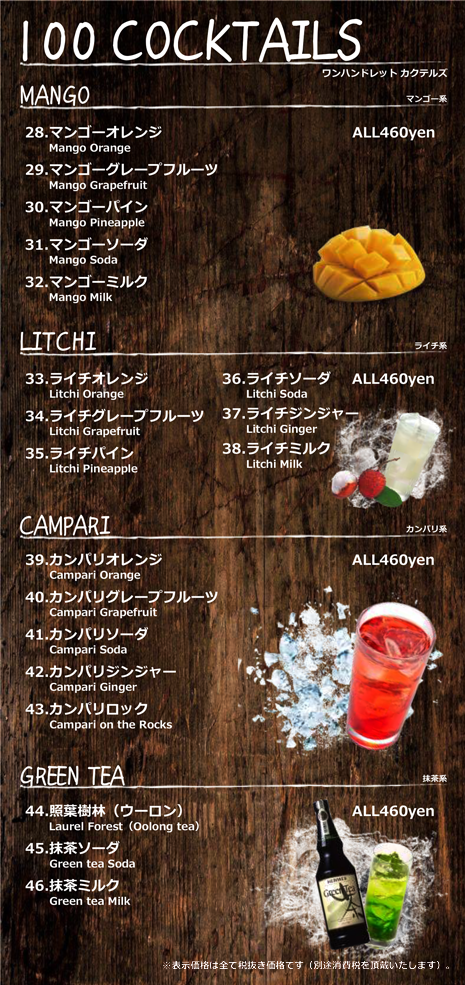 100 COCKTAILS
ワンハンドレット カクテルズ
MANGO
マンゴー系
28.マンゴーオレンジ ALL460yen
Mango Orange
29.マンゴーグレープフルーツ
Mango Grapefruit
30.マンゴーパイン
Mango Pineapple
31.マンゴーソーダ
Mango Soda
32.マンゴーミルク
Mango Milk
LITCHI
ライチ系
33.ライチオレンジ 36.ライチソーダ ALL460yen
Litchi Orange Litchi Soda
34.ライチグレープフルーツ 37.ライチジンジャー
Litchi Grapefruit Litchi Ginger
35.ライチパイン 38.ライチミルク
Litchi Pineapple Litchi Milk
CAMPARI
カンパリ系
39.カンパリオレンジ ALL460yen
Campari Orange
40.カンパリグレープフルーツ
Campari Grapefruit
41.カンパリソーダ
Campari Soda
42.カンパリジンジャー
Campari Ginger
43.カンパリロック
Campari on the Rocks
GREEN TEA
抹茶系
44.照葉樹林（ウーロン） ALL460yen
Laurel Forest（Oolong tea）
45.抹茶ソーダ
Green tea Soda
46.抹茶ミルク
Green tea Milk
HERMES
Green Tea
※表示価格は全て税抜き価格てす（別途消費税を頂戴いたします）。